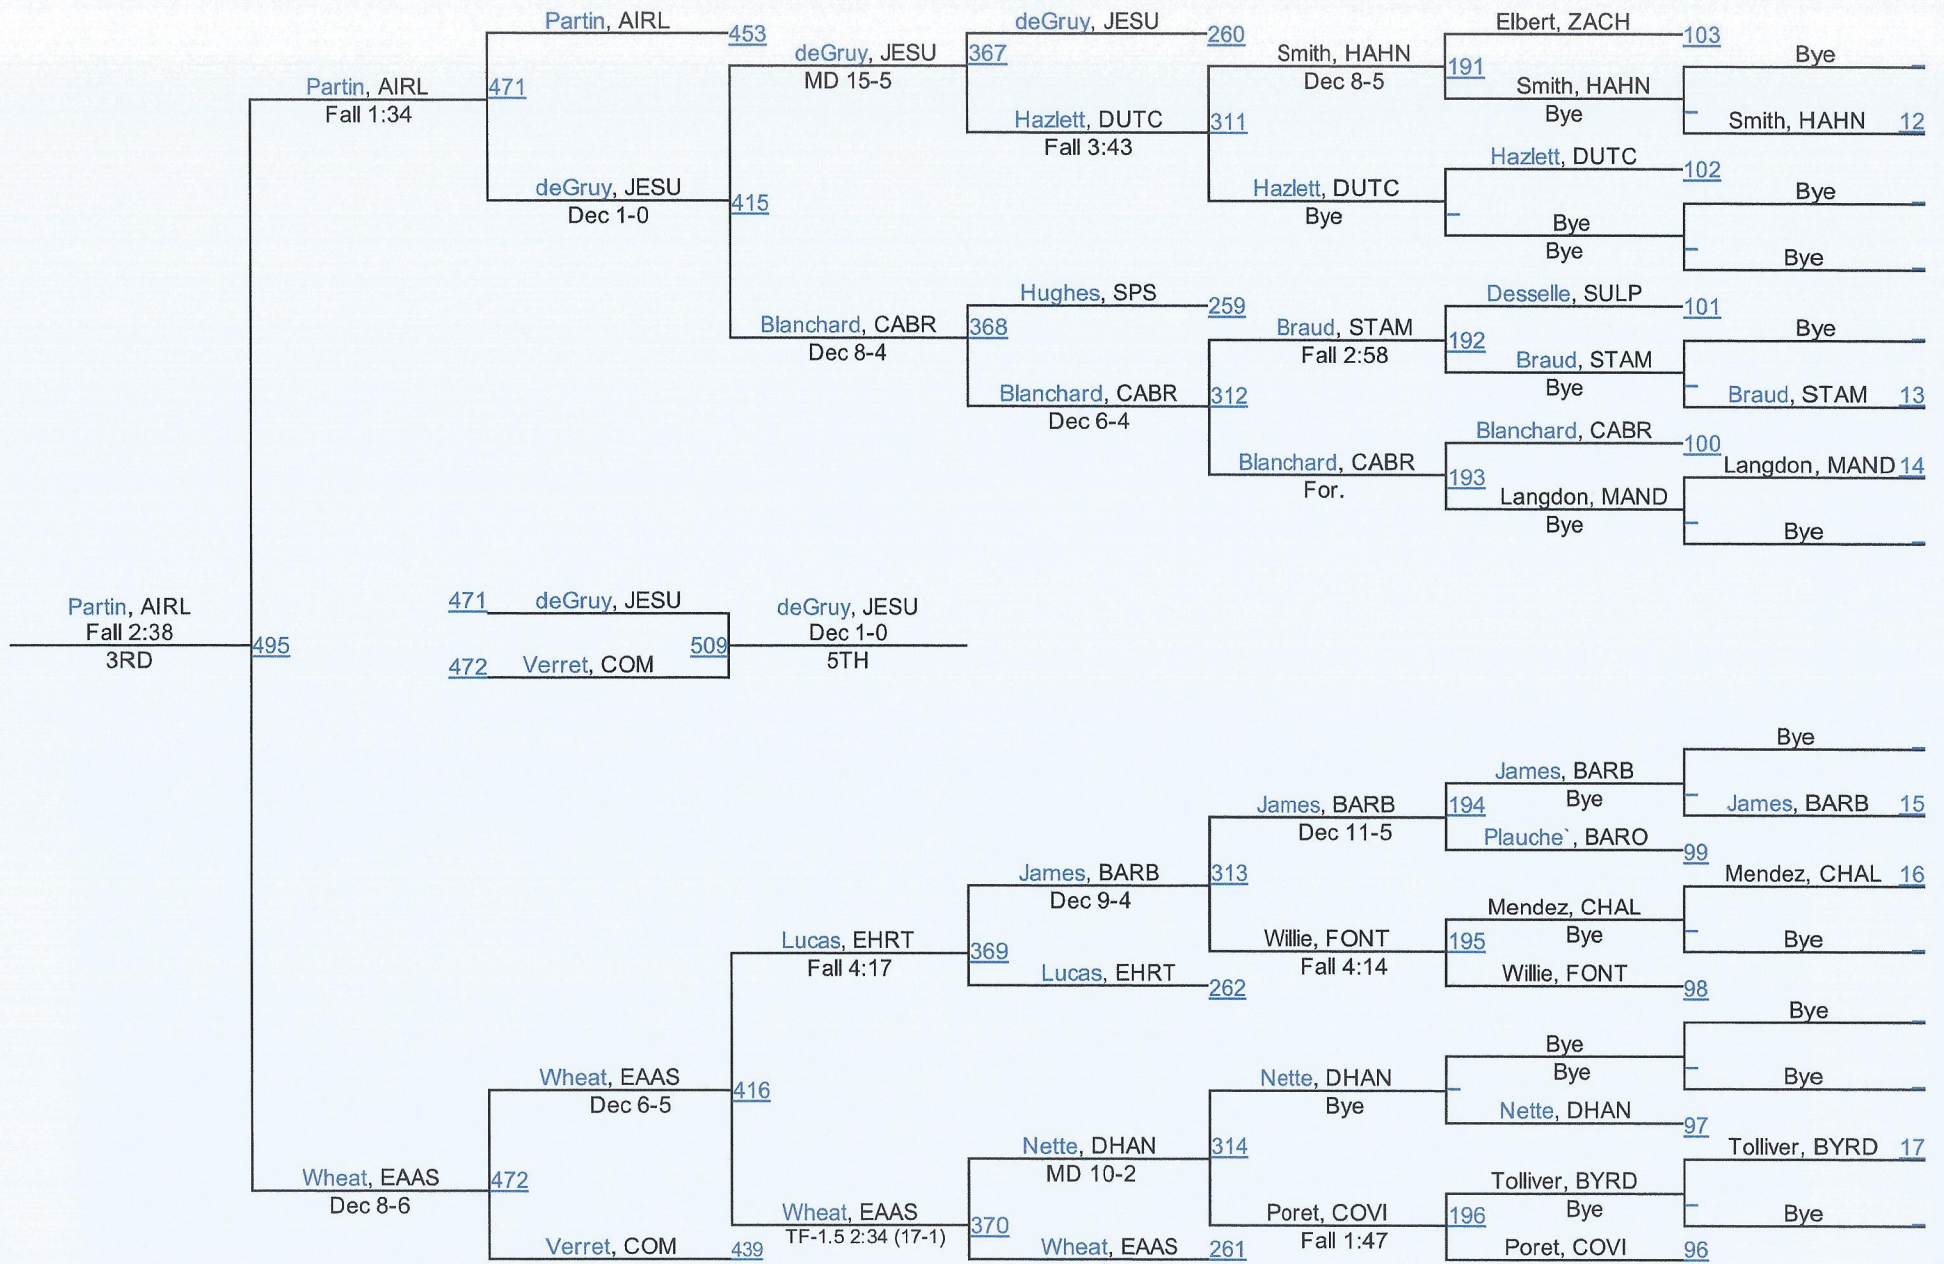 Partin, AIRL
453
deGruy, JESU
260
Elbert, ZACH
103
Bye
deGruy, JESU
MD 15-5
367
Smith, HAHN
Dec 8-5
191
Smith, HAHN
Bye
Partin, AIRL
Fall 1:34
471
Hazlett, DUTC
Fall 3:43
311
Smith, HAHN 12
Hazlett, DUTC
102
Bye
deGruy, JESU
Dec 1-0
415
Hazlett, DUTC
Bye
Bye
Bye
Bye
Hughes, SPS
259
Desselle, SULP
101
Bye
Blanchard, CABR
Dec 8-4
368
Braud, STAM
Fall 2:58
192
Braud, STAM
Bye
Blanchard, CABR
Dec 6-4
312
Braud, STAM 13
Blanchard, CABR
100
Langdon, MAND 14
Blanchard, CABR
For.
193
Langdon, MAND
Bye
Bye
Partin, AIRL
Fall 2:38
3RD
495
471 deGruy, JESU
472 Verret, COM
509
deGruy, JESU
Dec 1-0
5TH
Bye
James, BARB
Bye
James, BARB
Dec 11-5
194
James, BARB 15
Plauche`, BARO
99
James, BARB
Dec 9-4
313
Mendez, CHAL 16
Mendez, CHAL
Bye
Lucas, EHRT
Fall 4:17
369
Willie, FONT
Fall 4:14
195
Bye
Lucas, EHRT
262
Willie, FONT
98
Bye
Bye
Bye
Wheat, EAAS
Dec 6-5
416
Nette, DHAN
Bye
Bye
Nette, DHAN
97
Nette, DHAN
MD 10-2
314
Tolliver, BYRD 17
Wheat, EAAS
Dec 8-6
472
Tolliver, BYRD
Bye
Wheat, EAAS
TF-1.5 2:34 (17-1)
370
Poret, COVI
Fall 1:47
196
Bye
Verret, COM
439
Wheat, EAAS
261
Poret, COVI
96